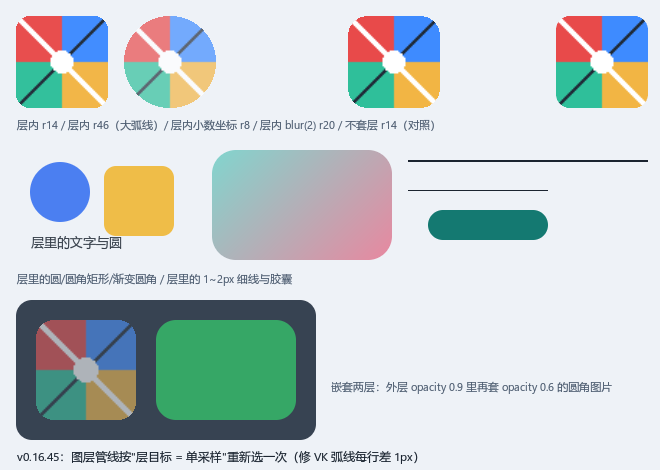 层内 r14 / 层内 r46（大弧线）/ 层内小数坐标 r8 / 层内 blur(2) r20 / 不套层 r14（对照）
层里的文字与圆
层里的圆/圆角矩形/渐变圆角 / 层里的 1~2px 细线与胶囊
嵌套两层：外层 opacity 0.9 里再套 opacity 0.6 的圆角图片
v0.16.45：图层管线按"层目标 = 单采样"重新选一次（修 VK 弧线每行差 1px）